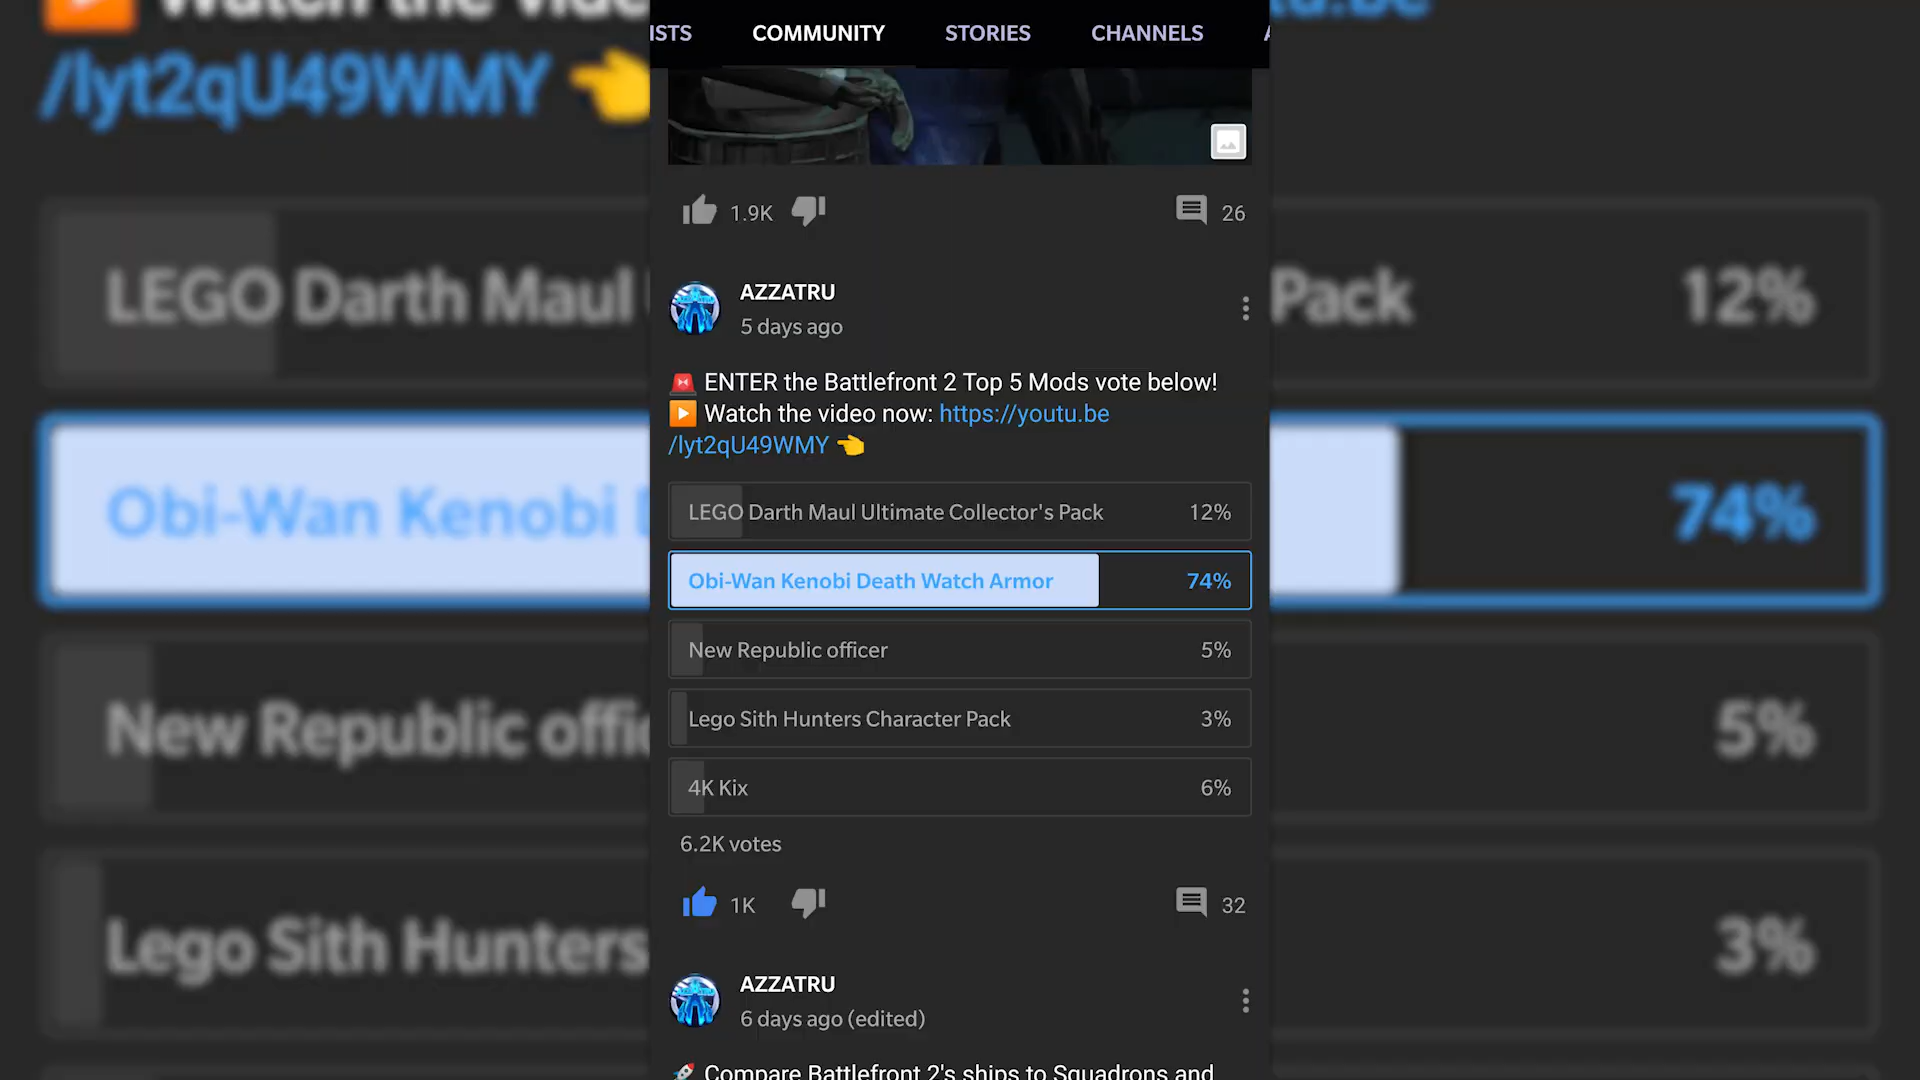 ISTS COMMUNITY STORIES CHANNELS
1.9K 26
AZZATRU
5 days ago
🚨 ENTER the Battlefront 2 Top 5 Mods vote below!
▶️ Watch the video now: https://youtu.be
/lyt2qU49WMY 👈
LEGO Darth Maul Ultimate Collector's Pack 12%
Obi-Wan Kenobi Death Watch Armor 74%
New Republic officer 5%
Lego Sith Hunters Character Pack 3%
4K Kix 6%
6.2K votes
1K 32
AZZATRU
6 days ago (edited)
🚀 Compare Battlefront 2's ships to Squadrons and
/lyt2qU49WMY 👈
LEGO Darth Maul Pack 12%
Obi-Wan Kenobi 74%
New Republic offic 5%
Lego Sith Hunters 3%